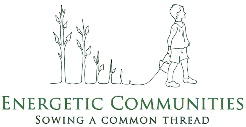 Energetic Communities
Sowing a common thread